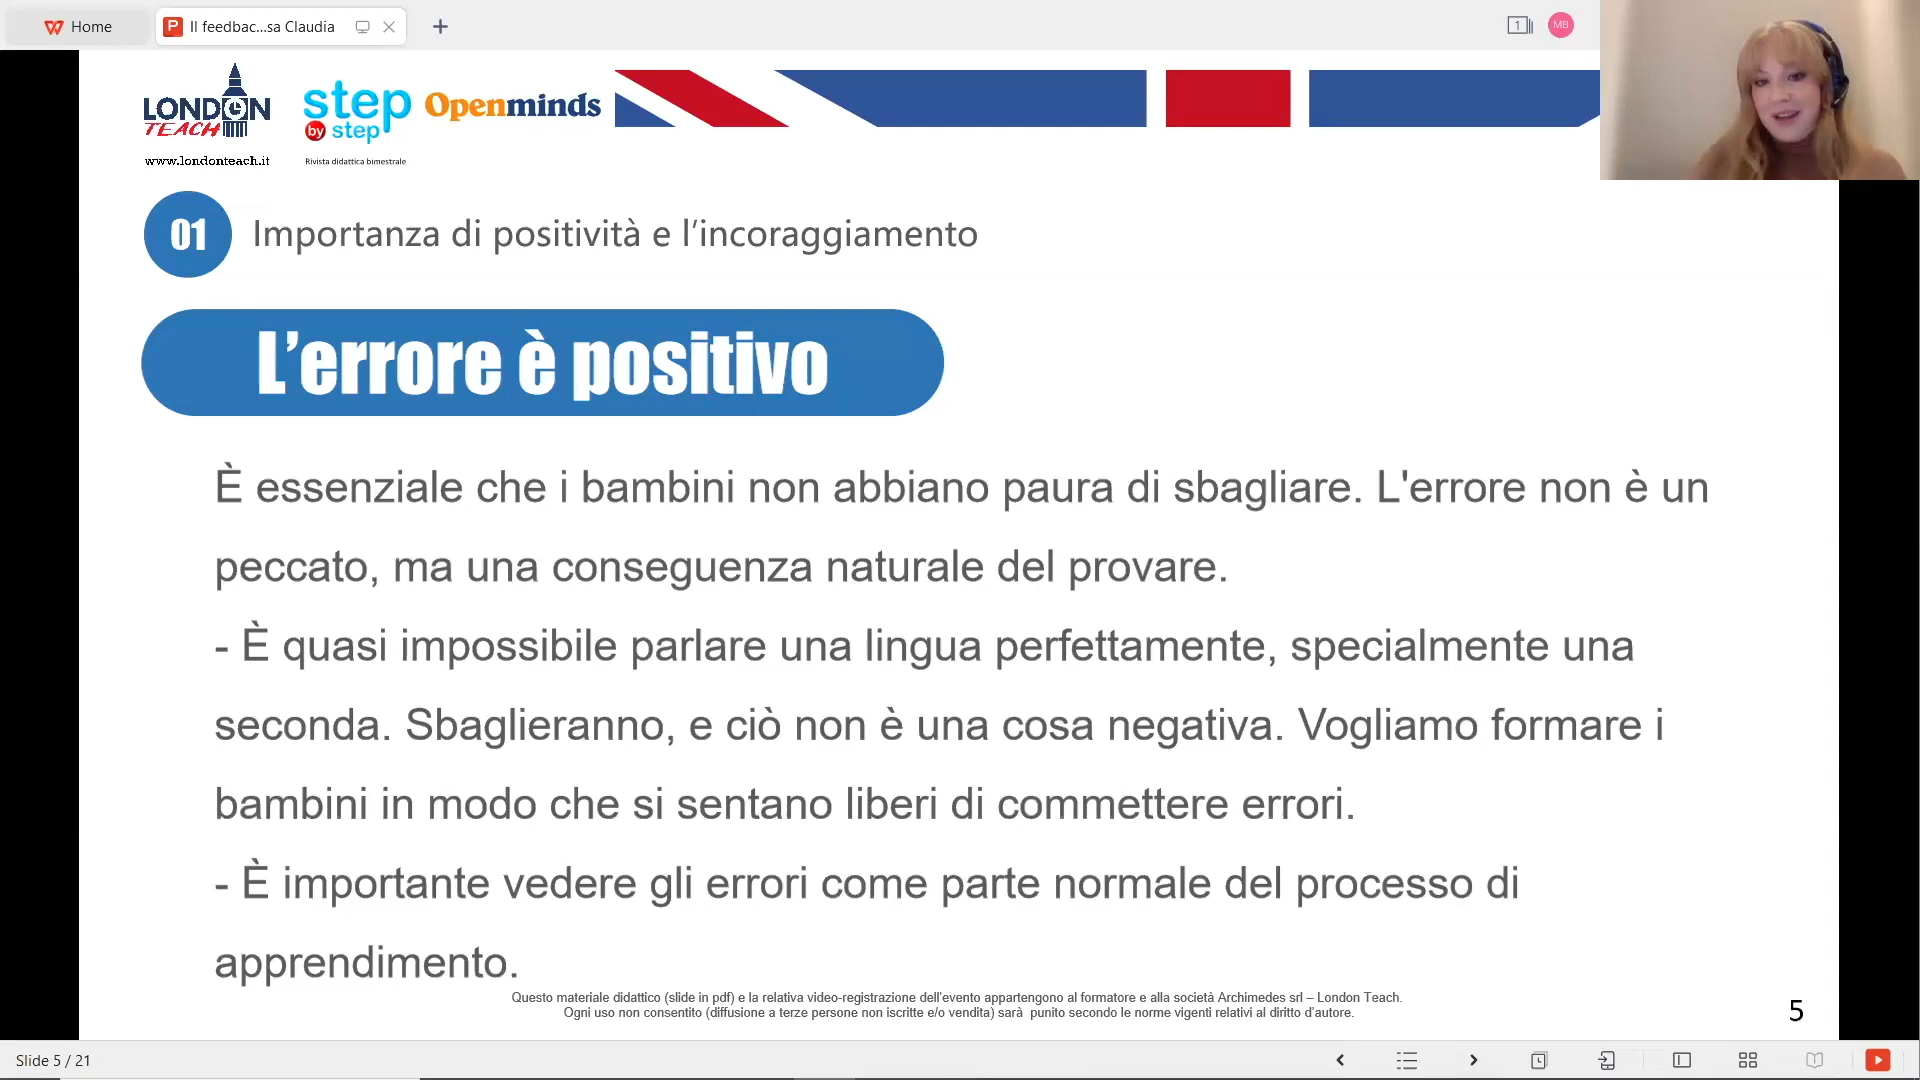 Home
Il feedbac...sa Claudia
1
MB
LONDON
TEACH
www.londonteach.it
step
by step
Rivista didattica bimestrale
Openminds
01
Importanza di positività e l’incoraggiamento
L’errore è positivo
È essenziale che i bambini non abbiano paura di sbagliare. L'errore non è un
peccato, ma una conseguenza naturale del provare.
- È quasi impossibile parlare una lingua perfettamente, specialmente una
seconda. Sbaglieranno, e ciò non è una cosa negativa. Vogliamo formare i
bambini in modo che si sentano liberi di commettere errori.
- È importante vedere gli errori come parte normale del processo di
apprendimento.
Questo materiale didattico (slide in pdf) e la relativa video-registrazione dell’evento appartengono al formatore e alla società Archimedes srl – London Teach.
Ogni uso non consentito (diffusione a terze persone non iscritte e/o vendita) sarà punito secondo le norme vigenti relativi al diritto d’autore.
5
Slide 5 / 21